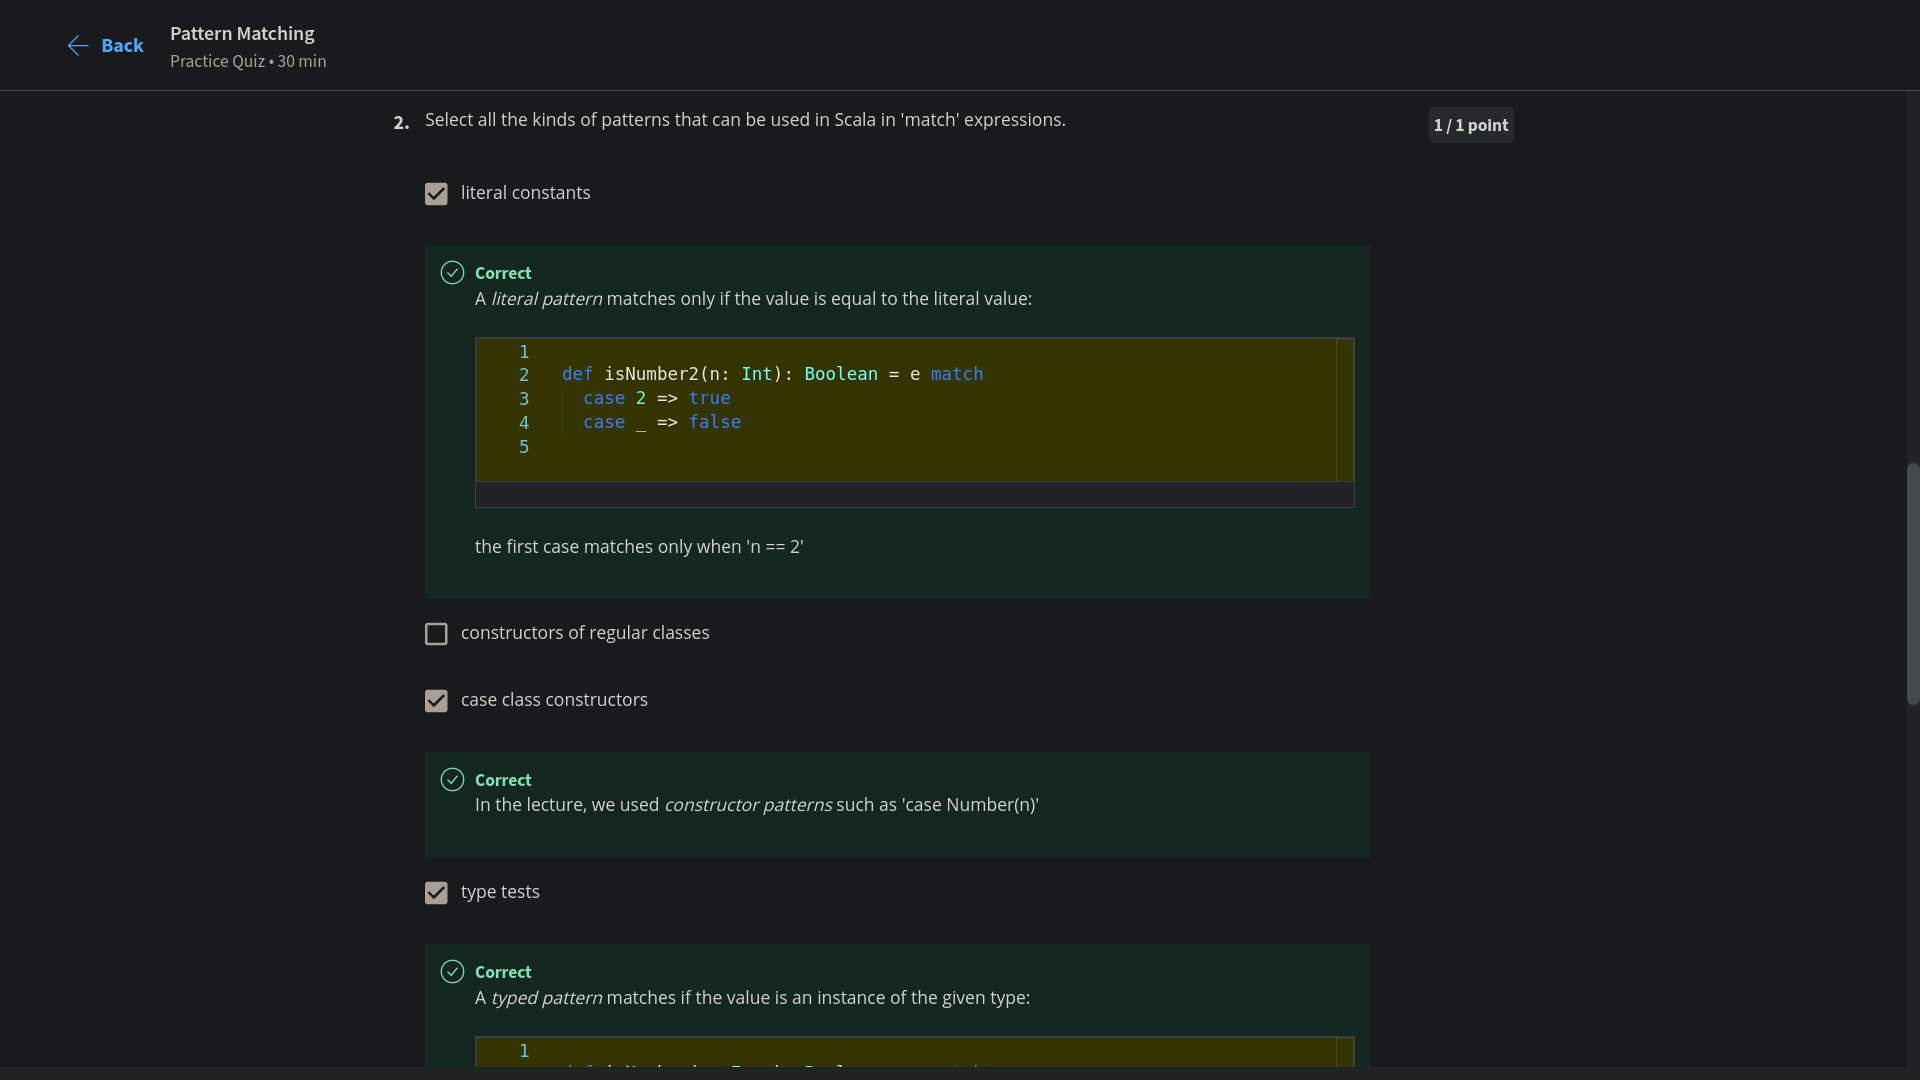 Back
Pattern Matching
Practice Quiz • 30 min
2. Select all the kinds of patterns that can be used in Scala in 'match' expressions.
1 / 1 point
literal constants
Correct
A literal pattern matches only if the value is equal to the literal value:
1
2 def isNumber2(n: Int): Boolean = e match
3 case 2 => true
4 case _ => false
5
the first case matches only when 'n == 2'
constructors of regular classes
case class constructors
Correct
In the lecture, we used constructor patterns such as 'case Number(n)'
type tests
Correct
A typed pattern matches if the value is an instance of the given type:
1